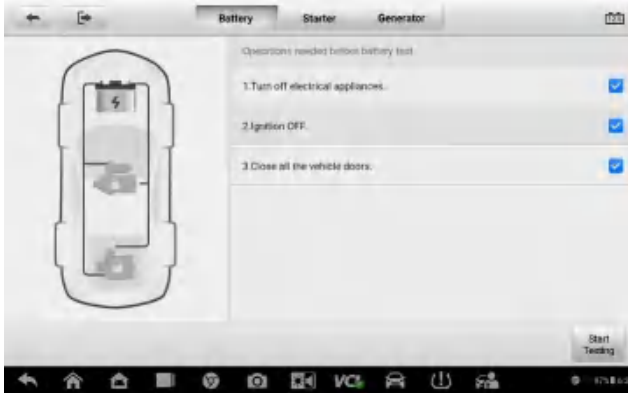 Battery Starter Generator
Operations needed before battery test
1.Turn off electrical appliances.
2.Ignition OFF.
3.Close all the vehicle doors.
Start
Testing
VCI